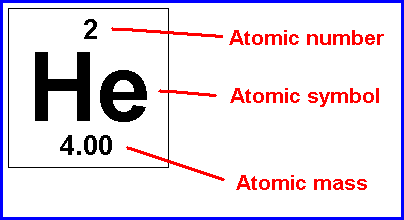 2
Atomic number
He
Atomic symbol
4.00
Atomic mass